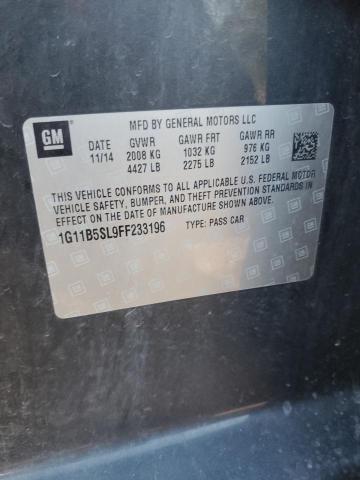 GM
MFD BY GENERAL MOTORS LLC
DATE GVWR GAWR FRT GAWR RR
11/14 2008 KG 1032 KG 976 KG
4427 LB 2275 LB 2152 LB
THIS VEHICLE CONFORMS TO ALL APPLICABLE U.S. FEDERAL MOTOR
VEHICLE SAFETY, BUMPER, AND THEFT PREVENTION STANDARDS IN
EFFECT ON THE DATE OF MANUFACTURE SHOWN ABOVE.
1G11B5SL9FF233196 TYPE: PASS CAR